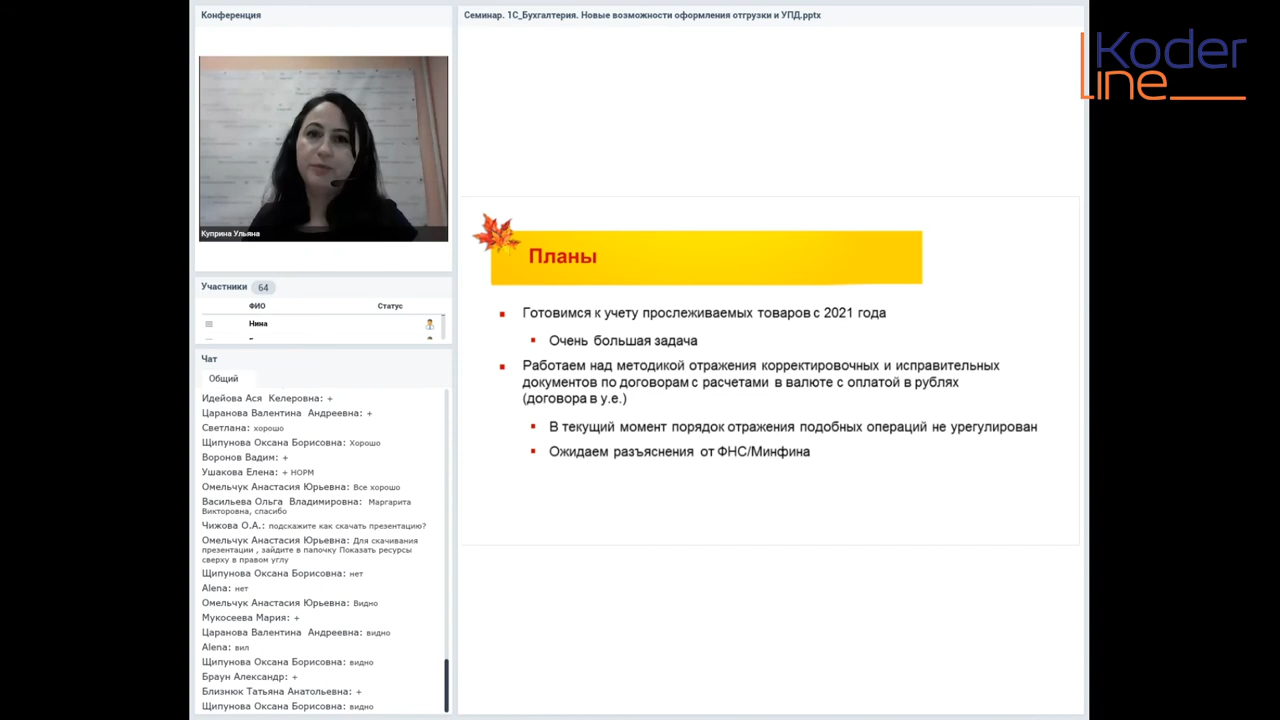 Конференция
Куприна Ульяна
Участники 64
ФИО Статус
Нина
Чат
Общий
Идейова Ася Келеровна: +
Царанова Валентина Андреевна: +
Светлана: хорошо
Щипунова Оксана Борисовна: Хорошо
Воронов Вадим: +
Ушакова Елена: + НОРМ
Омельчук Анастасия Юрьевна: Все хорошо
Васильева Ольга Владимировна: Маргарита
Викторовна, спасибо
Чижова О.А.: подскажите как скачать презентацию?
Омельчук Анастасия Юрьевна: Для скачивания
презентации , зайдите в папочку Показать ресурсы
сверху в правом углу
Щипунова Оксана Борисовна: нет
Alena: нет
Омельчук Анастасия Юрьевна: Видно
Мукосеева Мария: +
Царанова Валентина Андреевна: видно
Alena: вил
Щипунова Оксана Борисовна: видно
Браун Александр: +
Близнюк Татьяна Анатольевна: +
Щипунова Оксана Борисовна: видно
Семинар. 1С_Бухгалтерия. Новые возможности оформления отгрузки и УПД.pptx
Koder
Line
Планы
Готовимся к учету прослеживаемых товаров с 2021 года
Очень большая задача
Работаем над методикой отражения корректировочных и исправительных
документов по договорам с расчетами в валюте с оплатой в рублях
(договора в у.е.)
В текущий момент порядок отражения подобных операций не урегулирован
Ожидаем разъяснения от ФНС/Минфина